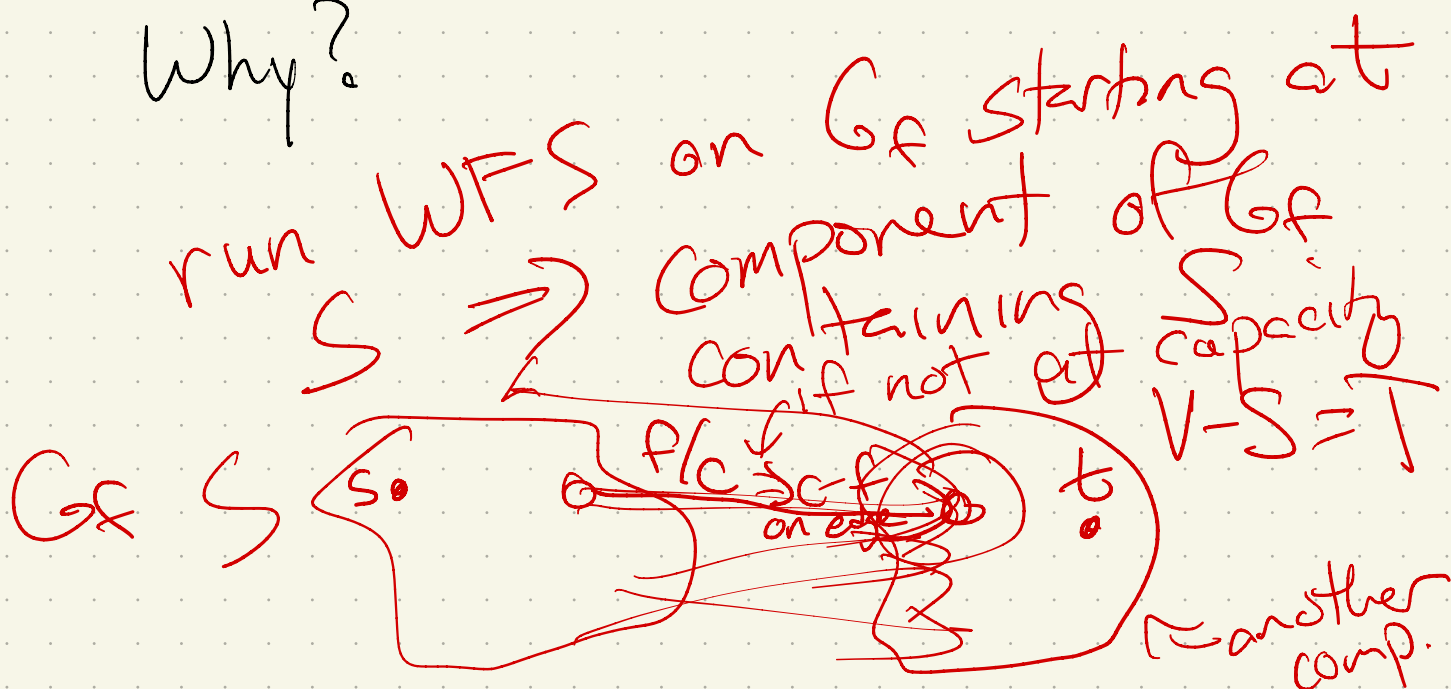 Why?
run WFS on Gf starting at
S ⇒ component of Gf
containing S
if not at capacity
V-S=T
Gf S s f/c c-f t
on edge
another
comp.